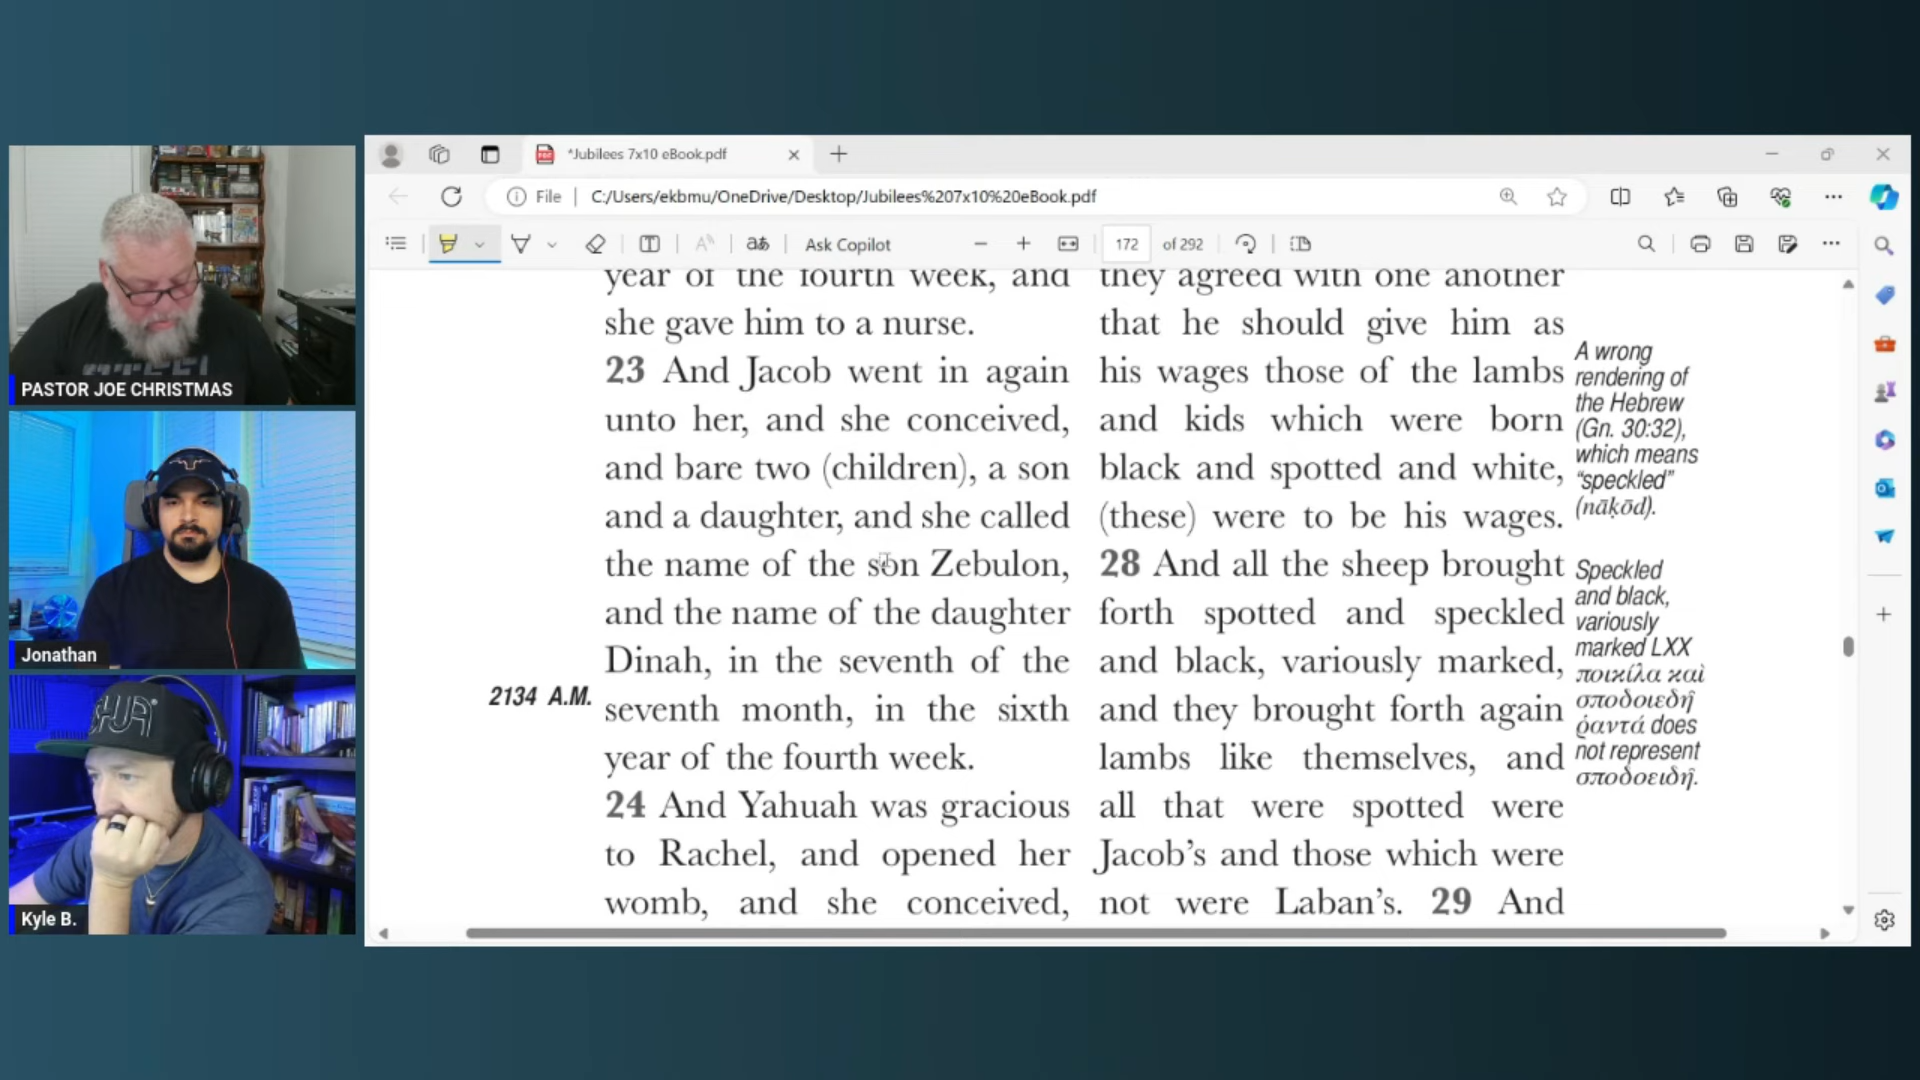 PASTOR JOE CHRISTMAS
Jonathan
Kyle B.
*Jubilees 7x10 eBook.pdf
File | C:/Users/ekbmu/OneDrive/Desktop/Jubilees%207x10%20eBook.pdf
Ask Copilot
172 of 292
year of the fourth week, and
she gave him to a nurse.
23 And Jacob went in again
unto her, and she conceived,
and bare two (children), a son
and a daughter, and she called
the name of the son Zebulon,
and the name of the daughter
Dinah, in the seventh of the
2134 A.M.
seventh month, in the sixth
year of the fourth week.
24 And Yahuah was gracious
to Rachel, and opened her
womb, and she conceived,
they agreed with one another
that he should give him as
his wages those of the lambs
and kids which were born
black and spotted and white,
(these) were to be his wages.
28 And all the sheep brought
forth spotted and speckled
and black, variously marked,
and they brought forth again
lambs like themselves, and
all that were spotted were
Jacob's and those which were
not were Laban's. 29 And
A wrong
rendering of
the Hebrew
(Gn. 30:32),
which means
"speckled"
(nāḳōd).
Speckled
and black,
variously
marked LXX
ποικίλα καὶ
σποδοιεδῆ
ῥαντά does
not represent
σποδοειδῆ.